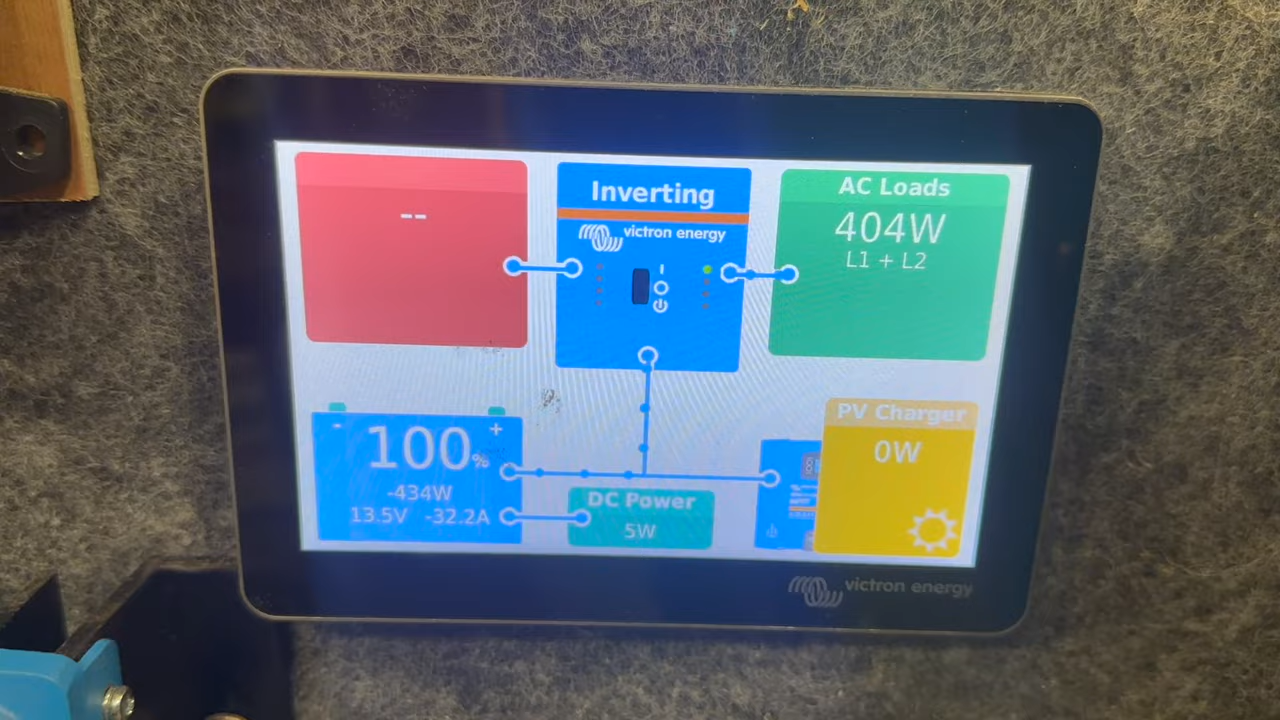 --
Inverting
victron energy
AC Loads
404W
L1 + L2
- +
100%
-434W
13.5V -32.2A
DC Power
5W
PV Charger
0W
victron energy